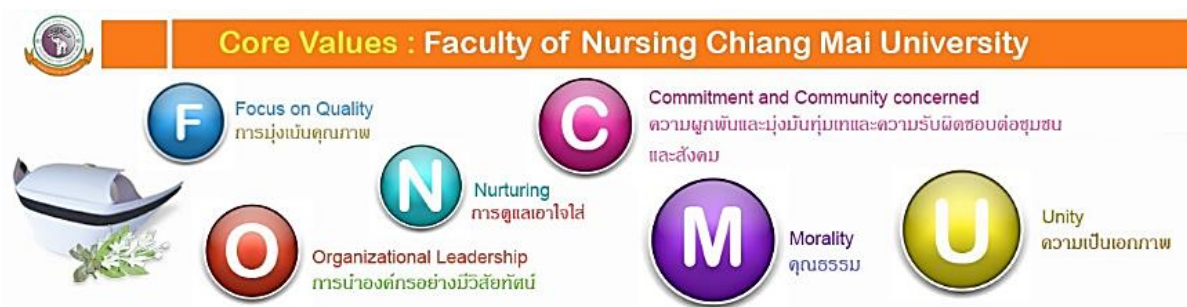 Core Values : Faculty of Nursing Chiang Mai University
F
Focus on Quality
การมุ่งเน้นคุณภาพ
O
Organizational Leadership
การนำองค์กรอย่างมีวิสัยทัศน์
N
Nurturing
การดูแลเอาใจใส่
C
Commitment and Community concerned
ความผูกพันและมุ่งมั่นทุ่มเทและความรับผิดชอบต่อชุมชน
และสังคม
M
Morality
คุณธรรม
U
Unity
ความเป็นเอกภาพ